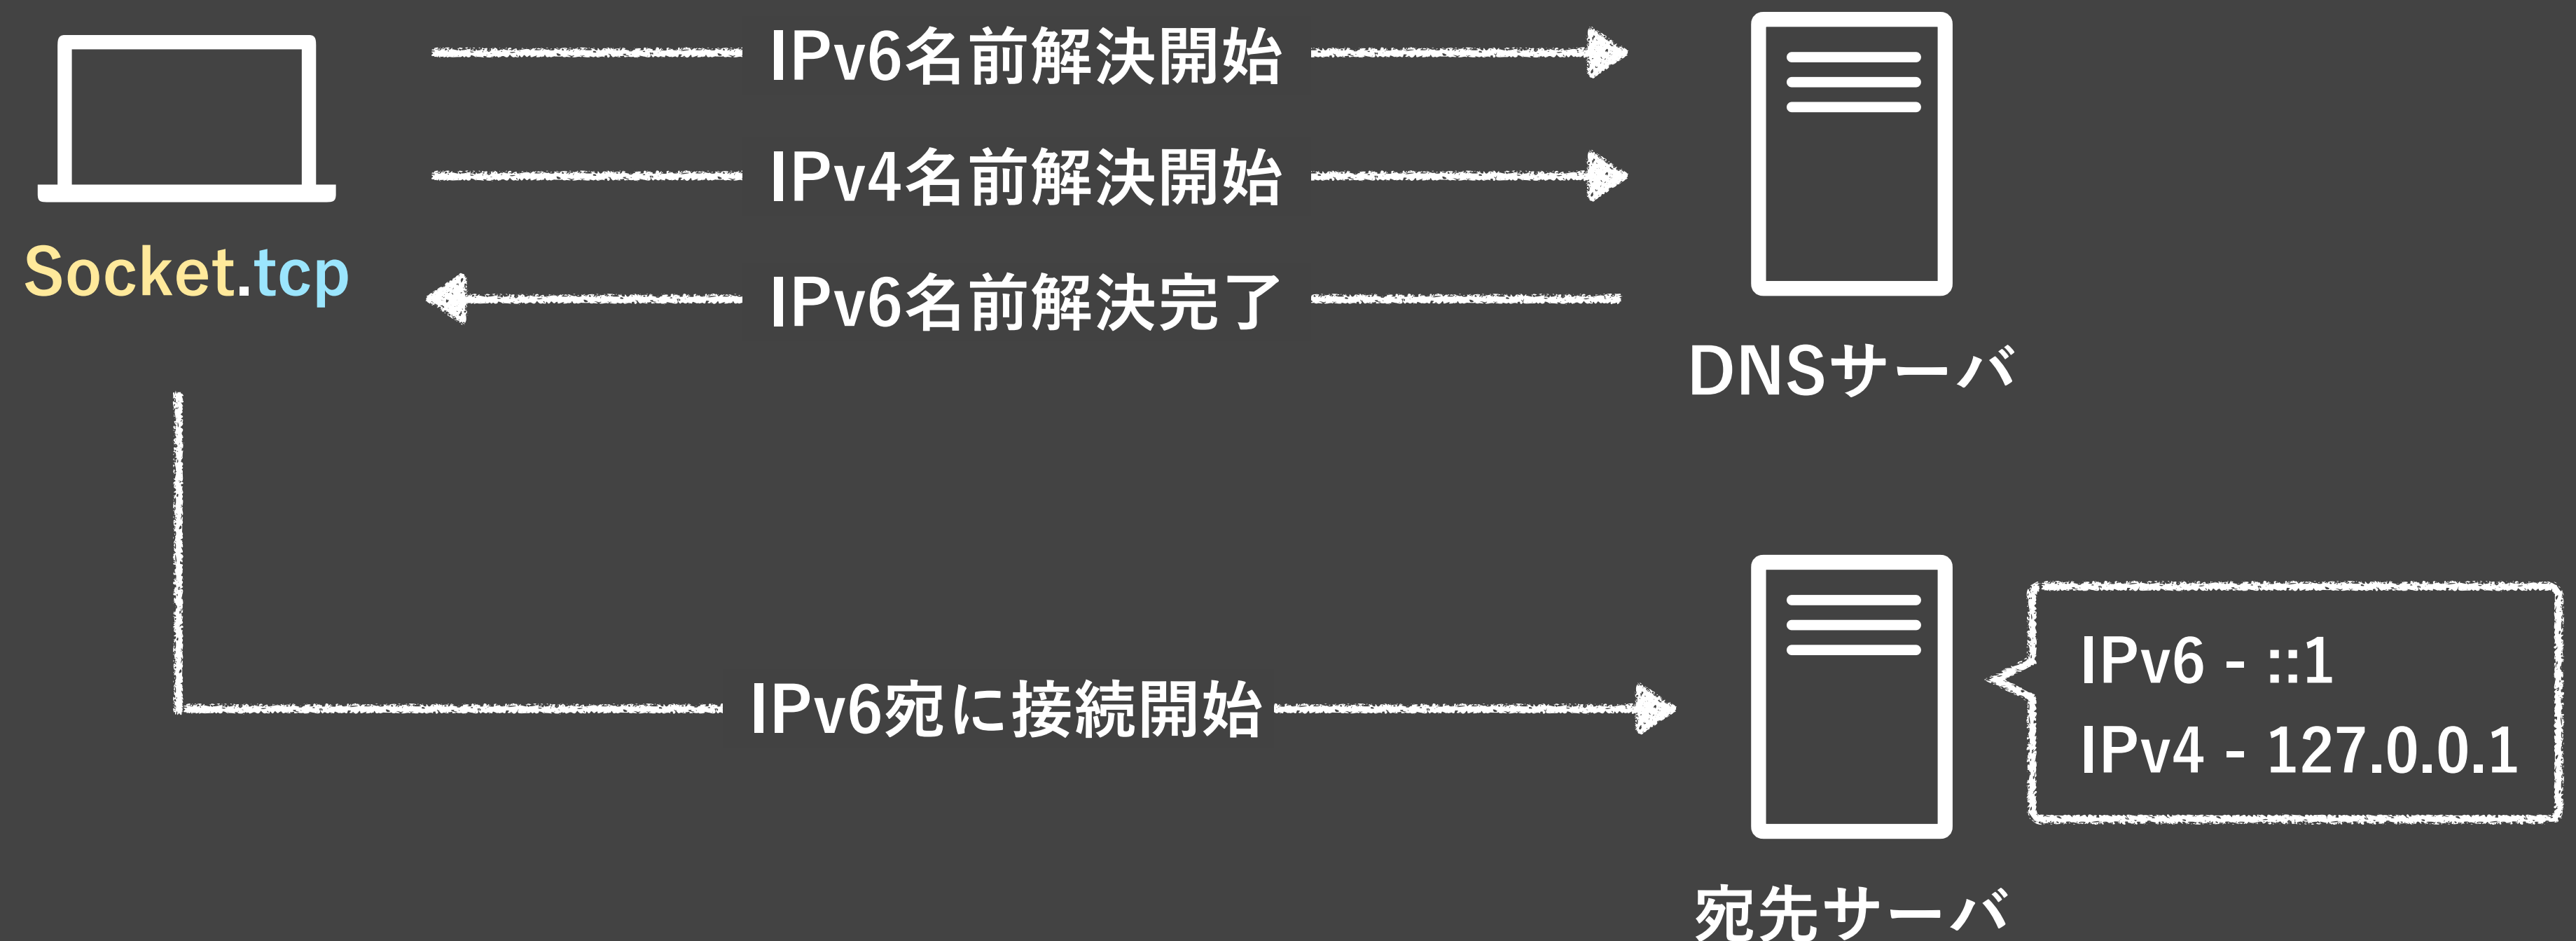 IPv6名前解決開始
IPv4名前解決開始
Socket.tcp
IPv6名前解決完了
DNSサーバ
IPv6宛に接続開始
IPv6 - ::1
IPv4 - 127.0.0.1
宛先サーバ